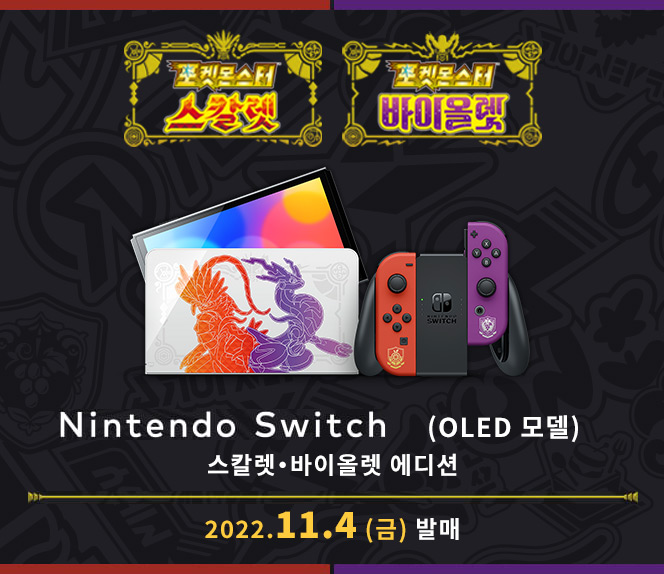 포켓몬스터
스칼렛
포켓몬스터
바이올렛
NINTENDO
SWITCH
X
Y
A
B
Nintendo Switch (OLED 모델)
스칼렛•바이올렛 에디션
2022.11.4 (금) 발매